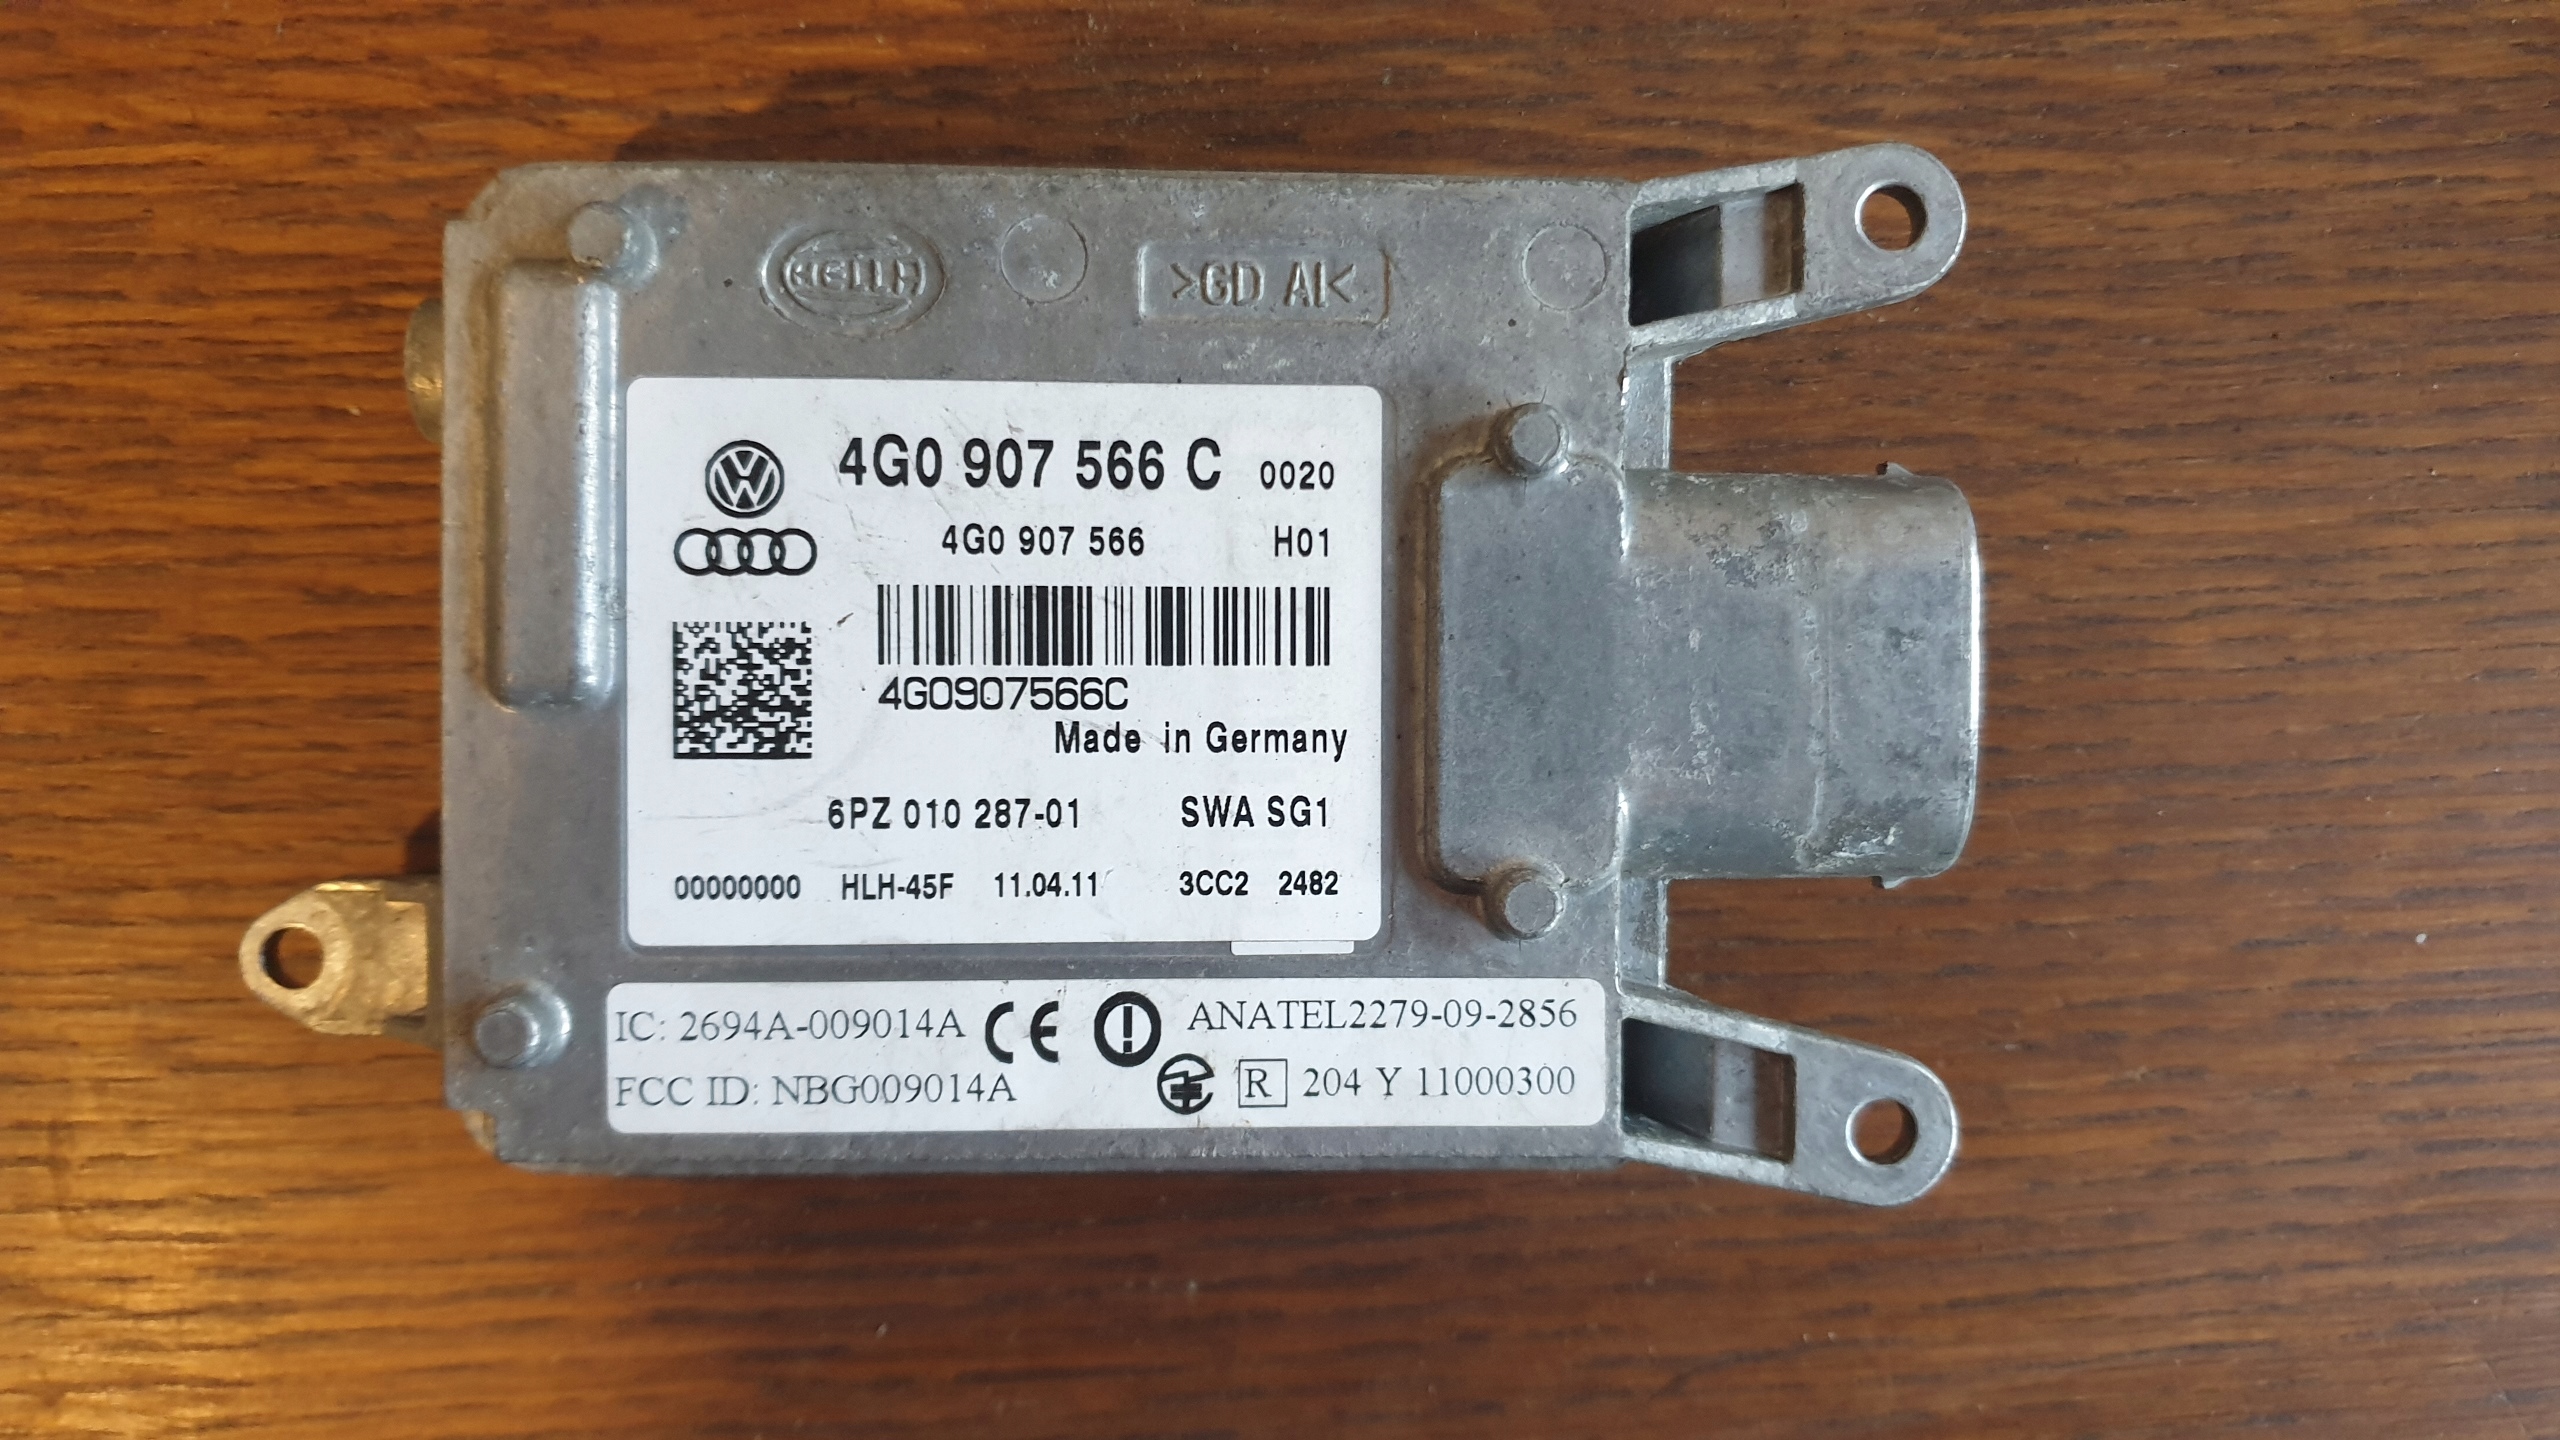 HELLA
>GD Al<
4G0 907 566 C 0020
4G0 907 566 H01
4G0907566C
Made in Germany
6PZ 010 287-01 SWA SG1
00000000 HLH-45F 11.04.11 3CC2 2482
IC: 2694A-009014A CE ANATEL2279-09-2856
FCC ID: NBG009014A R 204 Y 11000300